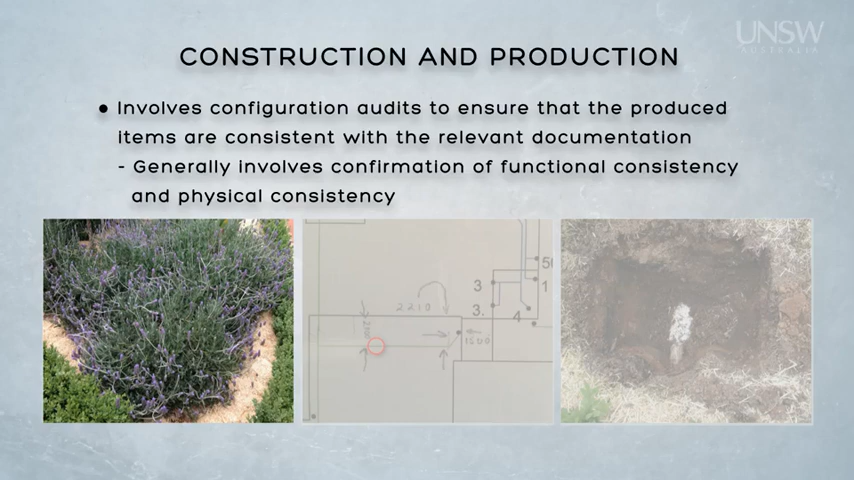 UNSW
AUSTRALIA
CONSTRUCTION AND PRODUCTION
• Involves configuration audits to ensure that the produced
items are consistent with the relevant documentation
- Generally involves confirmation of functional consistency
and physical consistency
50
3
1
2210
3.
4
1500